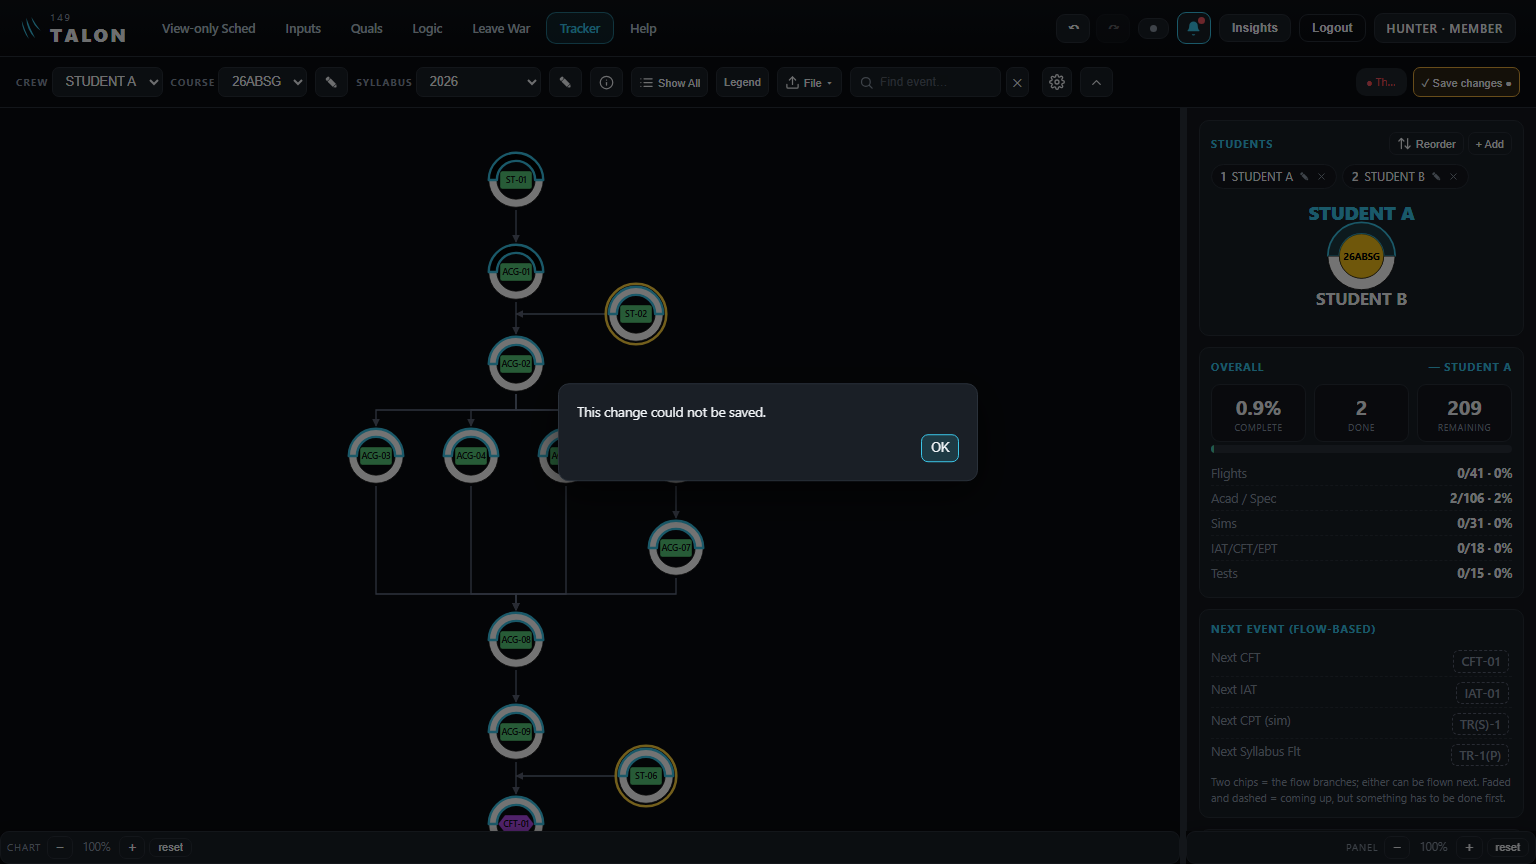 149
TALON
View-only Sched
Inputs
Quals
Logic
Leave War
Tracker
Help
Insights
Logout
HUNTER · MEMBER
CREW
STUDENT A
COURSE
26ABSG
SYLLABUS
2026
Show All
Legend
File
Find event...
Th...
✓ Save changes ●
ST-01
ACG-01
ST-02
ACG-02
ACG-03
ACG-04
ACG-07
ACG-08
ACG-09
ST-06
CFT-01
This change could not be saved.
OK
STUDENTS
Reorder
+ Add
1 STUDENT A
2 STUDENT B
STUDENT A
26ABSG
STUDENT B
OVERALL
— STUDENT A
0.9%
COMPLETE
2
DONE
209
REMAINING
Flights 0/41 · 0%
Acad / Spec 2/106 · 2%
Sims 0/31 · 0%
IAT/CFT/EPT 0/18 · 0%
Tests 0/15 · 0%
NEXT EVENT (FLOW-BASED)
Next CFT CFT-01
Next IAT IAT-01
Next CPT (sim) TR(S)-1
Next Syllabus Flt TR-1(P)
Two chips = the flow branches; either can be flown next. Faded
and dashed = coming up, but something has to be done first.
CHART − 100% + reset
PANEL − 100% + reset